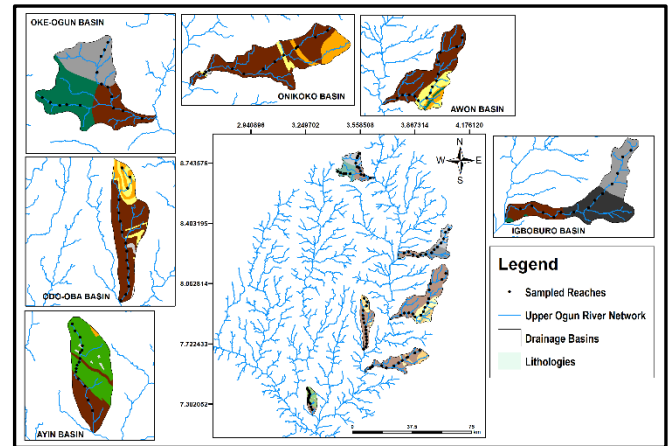 OKE-OGUN BASIN
ONIKOKO BASIN
AWON BASIN
2.940896 3.249702 3.558508 3.867314 4.176120
N
W E
S
8.743576
8.403195
8.062814
7.722433
7.382052
IGBOBURO BASIN
ODO-OBA BASIN
AYIN BASIN
Legend
Sampled Reaches
Upper Ogun River Network
Drainage Basins
Lithologies
0 37.5 75